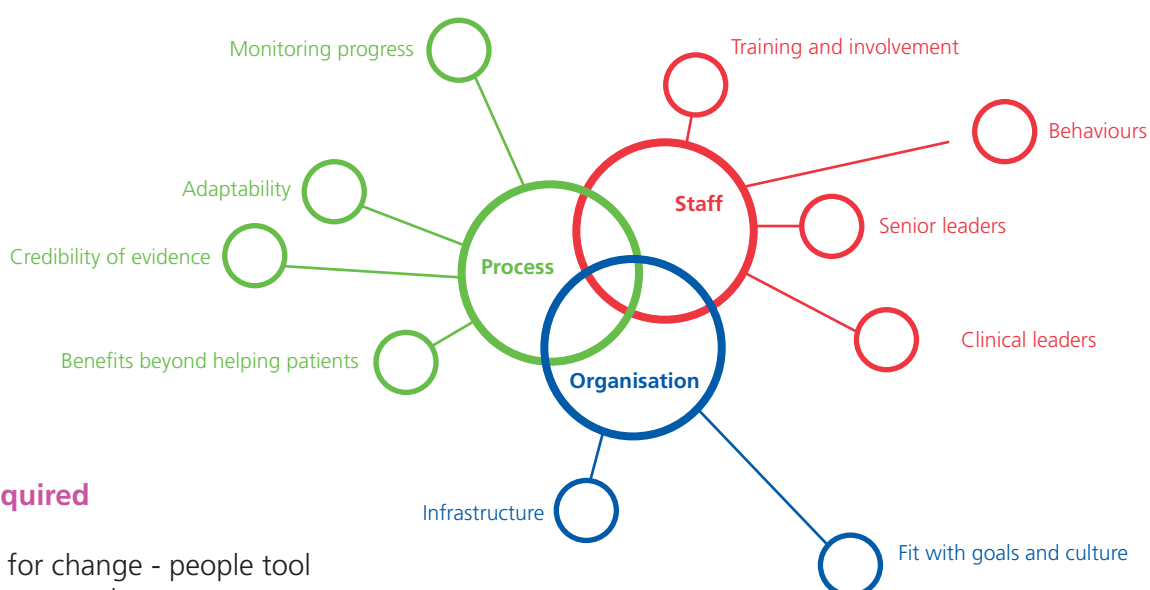 Monitoring progress
Training and involvement
Behaviours
Adaptability
Staff
Senior leaders
Credibility of evidence
Process
Clinical leaders
Benefits beyond helping patients
Organisation
quired
Infrastructure
Fit with goals and culture
for change - people tool